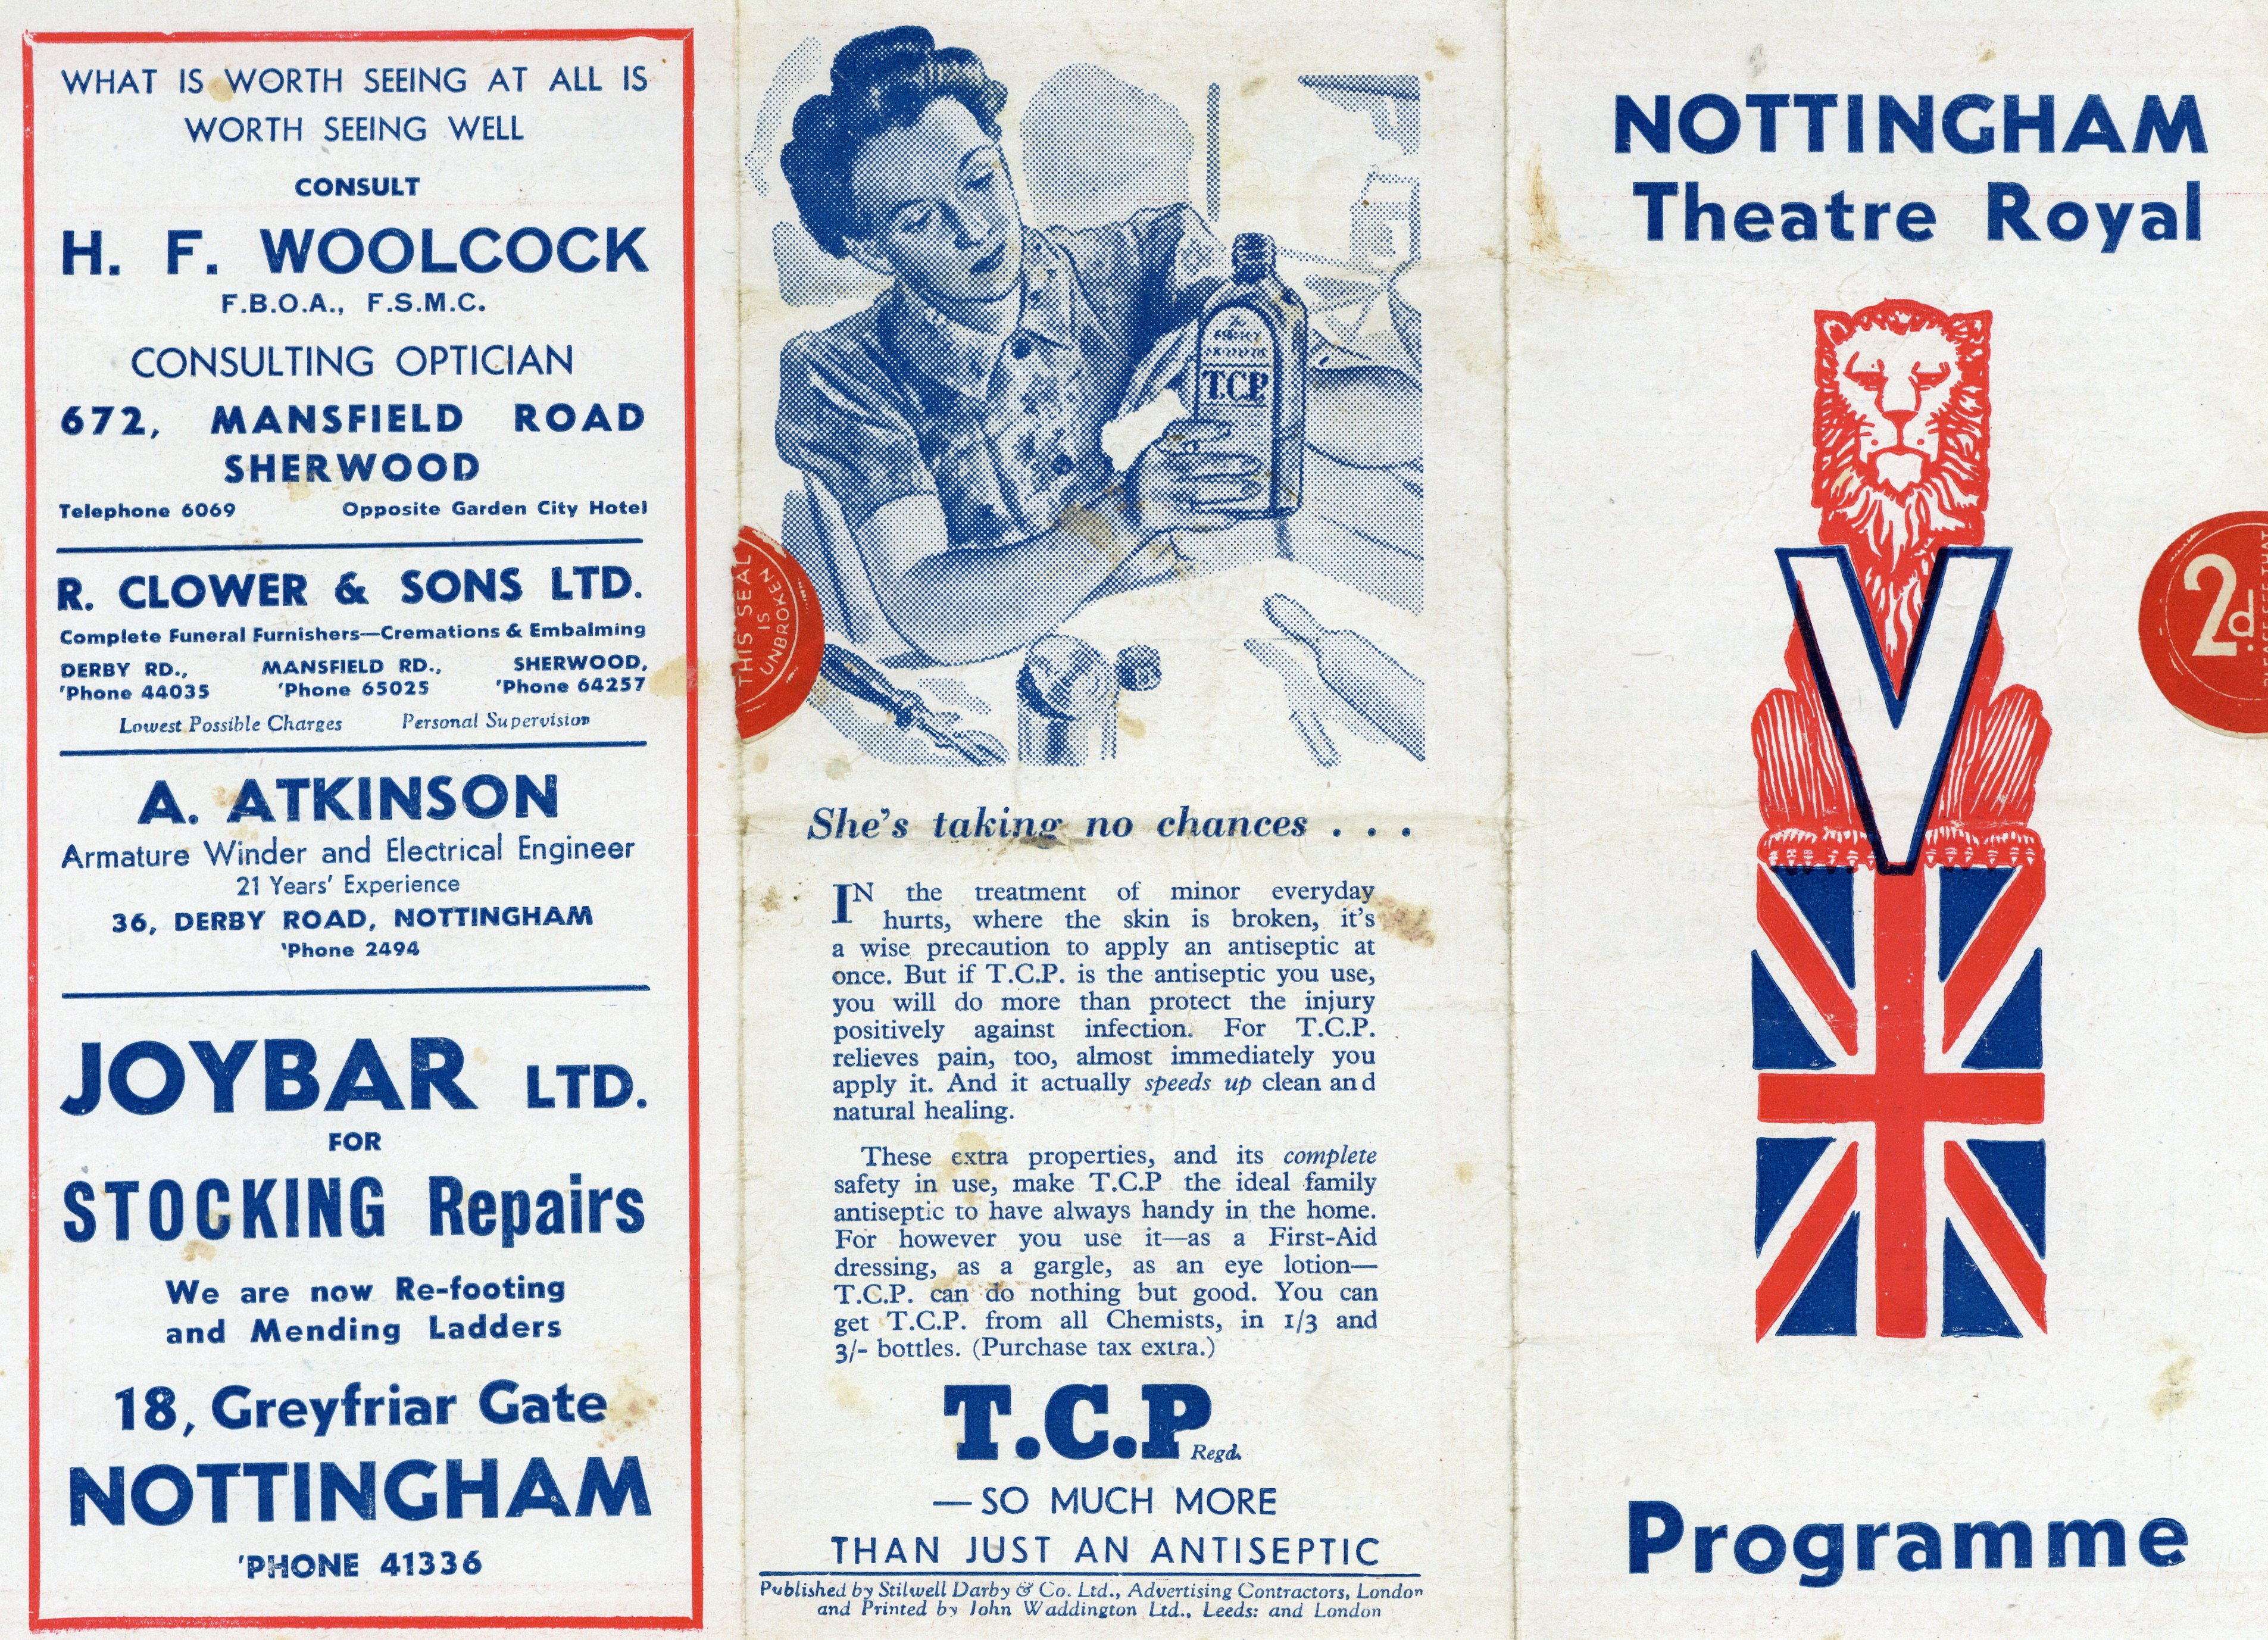 WHAT IS WORTH SEEING AT ALL IS
WORTH SEEING WELL
CONSULT
H. F. WOOLCOCK
F.B.O.A., F.S.M.C.
CONSULTING OPTICIAN
672, MANSFIELD ROAD
SHERWOOD
Telephone 6069 Opposite Garden City Hotel
R. CLOWER & SONS LTD.
Complete Funeral Furnishers—Cremations & Embalming
DERBY RD., MANSFIELD RD., SHERWOOD,
'Phone 44035 'Phone 65025 'Phone 64257
Lowest Possible Charges Personal Supervision
A. ATKINSON
Armature Winder and Electrical Engineer
21 Years' Experience
36, DERBY ROAD, NOTTINGHAM
'Phone 2494
JOYBAR LTD.
FOR
STOCKING Repairs
We are now Re-footing
and Mending Ladders
18, Greyfriar Gate
NOTTINGHAM
'PHONE 41336
TCP
THIS SEAL
IS
UNBROKEN
She's taking no chances . . .
IN the treatment of minor everyday
hurts, where the skin is broken, it's
a wise precaution to apply an antiseptic at
once. But if T.C.P. is the antiseptic you use,
you will do more than protect the injury
positively against infection. For T.C.P.
relieves pain, too, almost immediately you
apply it. And it actually speeds up clean and
natural healing.
These extra properties, and its complete
safety in use, make T.C.P the ideal family
antiseptic to have always handy in the home.
For however you use it—as a First-Aid
dressing, as a gargle, as an eye lotion—
T.C.P. can do nothing but good. You can
get T.C.P. from all Chemists, in 1/3 and
3/- bottles. (Purchase tax extra.)
T.C.P Regd.
—SO MUCH MORE
THAN JUST AN ANTISEPTIC
Published by Stilwell Darby & Co. Ltd., Advertising Contractors, London
and Printed by John Waddington Ltd., Leeds: and London
NOTTINGHAM
Theatre Royal
V
2d.
Programme